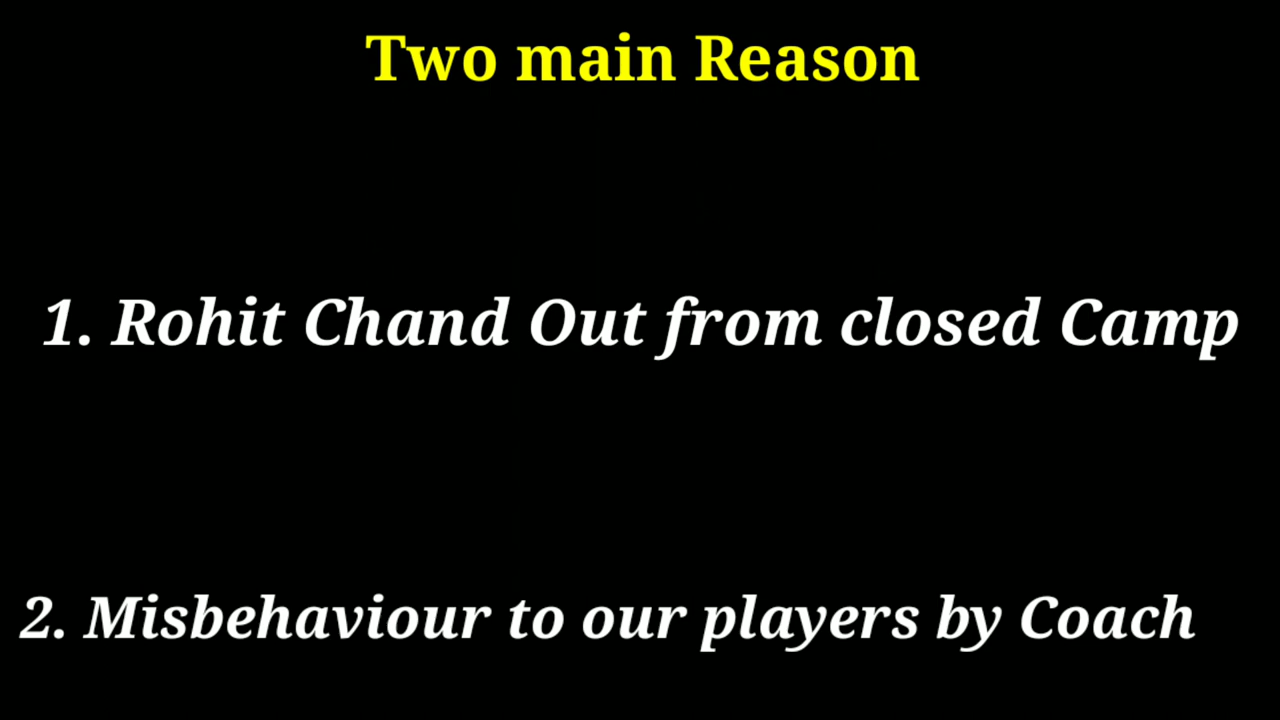 Two main Reason
1. Rohit Chand Out from closed Camp
2. Misbehaviour to our players by Coach